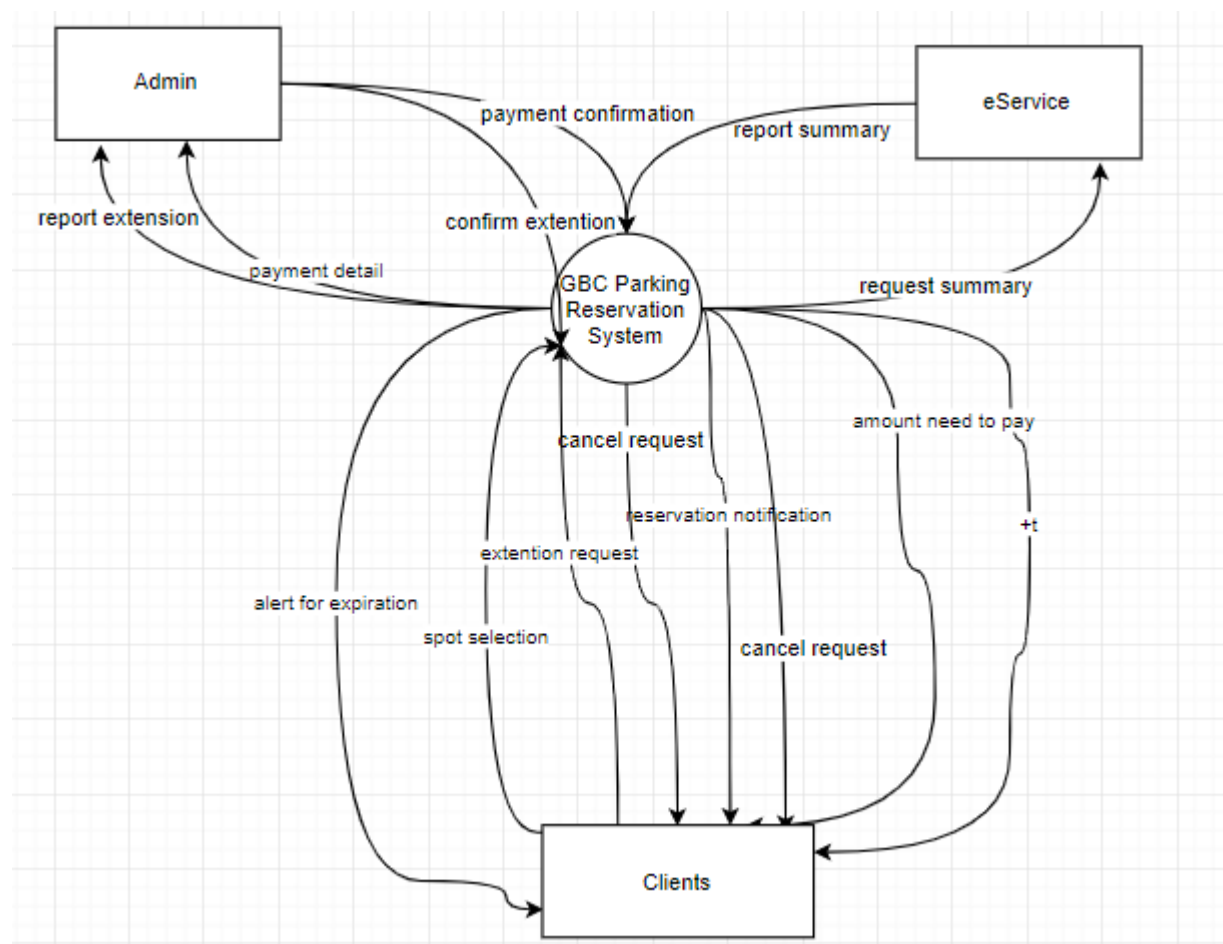 Admin
eService
payment confirmation
report summary
report extension
confirm extention
payment detail
GBC Parking
Reservation
System
request summary
amount need to pay
cancel request
reservation notification
+t
extention request
alert for expiration
spot selection
cancel request
Clients